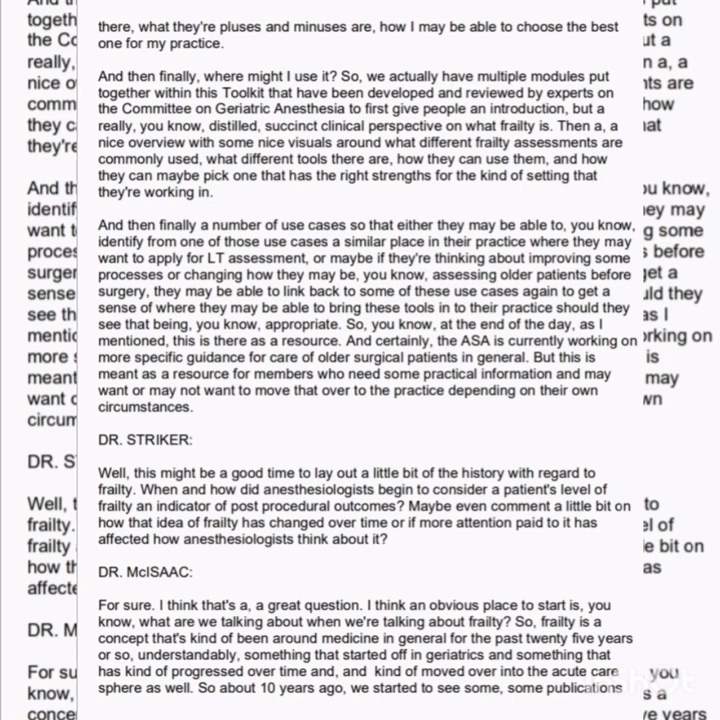 there, what they're pluses and minuses are, how I may be able to choose the best
one for my practice.
And then finally, where might I use it? So, we actually have multiple modules put
together within this Toolkit that have been developed and reviewed by experts on
the Committee on Geriatric Anesthesia to first give people an introduction, but a
really, you know, distilled, succinct clinical perspective on what frailty is. Then a, a
nice overview with some nice visuals around what different frailty assessments are
commonly used, what different tools there are, how they can use them, and how
they can maybe pick one that has the right strengths for the kind of setting that
they're working in.
And then finally a number of use cases so that either they may be able to, you know,
identify from one of those use cases a similar place in their practice where they may
want to apply for LT assessment, or maybe if they're thinking about improving some
processes or changing how they may be, you know, assessing older patients before
surgery, they may be able to link back to some of these use cases again to get a
sense of where they may be able to bring these tools in to their practice should they
see that being, you know, appropriate. So, you know, at the end of the day, as I
mentioned, this is there as a resource. And certainly, the ASA is currently working on
more specific guidance for care of older surgical patients in general. But this is
meant as a resource for members who need some practical information and may
want or may not want to move that over to the practice depending on their own
circumstances.
DR. STRIKER:
Well, this might be a good time to lay out a little bit of the history with regard to
frailty. When and how did anesthesiologists begin to consider a patient's level of
frailty an indicator of post procedural outcomes? Maybe even comment a little bit on
how that idea of frailty has changed over time or if more attention paid to it has
affected how anesthesiologists think about it?
DR. McISAAC:
For sure. I think that's a, a great question. I think an obvious place to start is, you
know, what are we talking about when we're talking about frailty? So, frailty is a
concept that's kind of been around medicine in general for the past twenty five years
or so, understandably, something that started off in geriatrics and something that
has kind of progressed over time and, and  kind of moved over into the acute care
sphere as well. So about 10 years ago, we started to see some, some publications